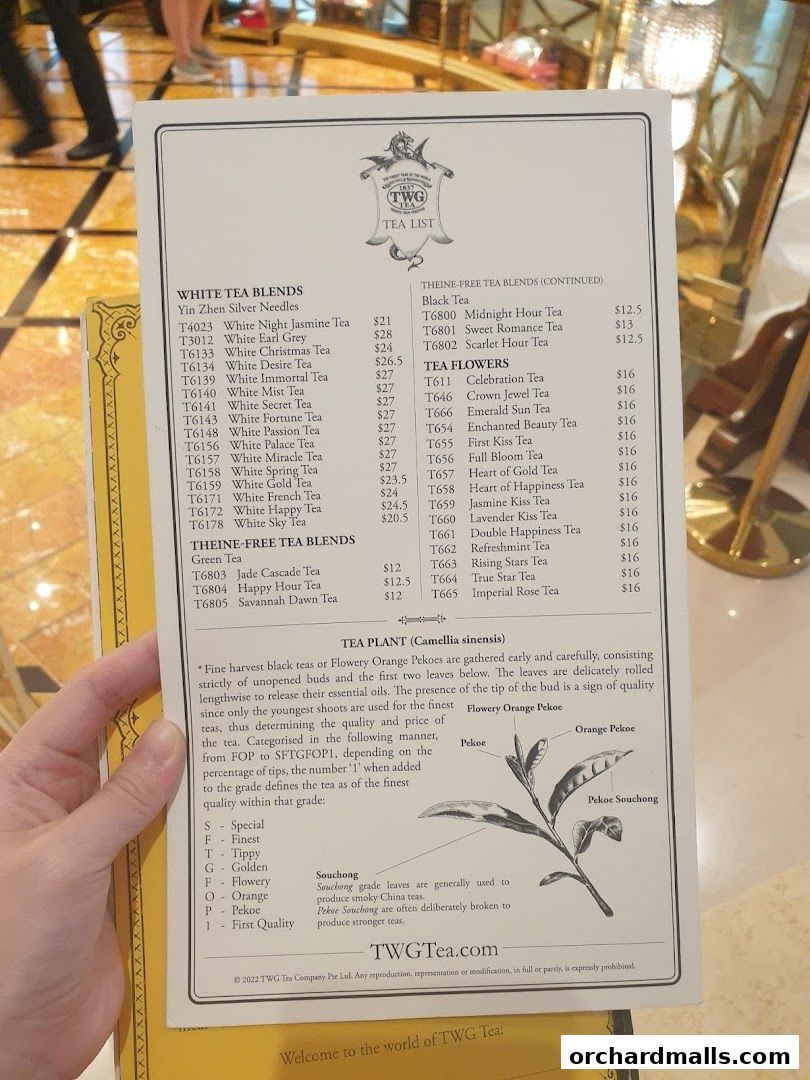 THE FINEST TEAS OF THE WORLD
1837
TWG
TEA
TEA LIST
WHITE TEA BLENDS
Yin Zhen Silver Needles
T4023 White Night Jasmine Tea $21
T3012 White Earl Grey $28
T6133 White Christmas Tea $24
T6134 White Desire Tea $26.5
T6139 White Immortal Tea $27
T6140 White Mist Tea $27
T6141 White Secret Tea $27
T6143 White Fortune Tea $27
T6148 White Passion Tea $27
T6156 White Palace Tea $27
T6157 White Miracle Tea $27
T6158 White Spring Tea $27
T6159 White Gold Tea $23.5
T6171 White French Tea $24
T6172 White Happy Tea $24.5
T6178 White Sky Tea $20.5
THEINE-FREE TEA BLENDS
Green Tea
T6803 Jade Cascade Tea $12
T6804 Happy Hour Tea $12.5
T6805 Savannah Dawn Tea $12
THEINE-FREE TEA BLENDS (CONTINUED)
Black Tea
T6800 Midnight Hour Tea $12.5
T6801 Sweet Romance Tea $13
T6802 Scarlet Hour Tea $12.5
TEA FLOWERS
T611 Celebration Tea $16
T646 Crown Jewel Tea $16
T666 Emerald Sun Tea $16
T654 Enchanted Beauty Tea $16
T655 First Kiss Tea $16
T656 Full Bloom Tea $16
T657 Heart of Gold Tea $16
T658 Heart of Happiness Tea $16
T659 Jasmine Kiss Tea $16
T660 Lavender Kiss Tea $16
T661 Double Happiness Tea $16
T662 Refreshmint Tea $16
T663 Rising Stars Tea $16
T664 True Star Tea $16
T665 Imperial Rose Tea $16
TEA PLANT (Camellia sinensis)
* Fine harvest black teas or Flowery Orange Pekoes are gathered early and carefully, consisting
strictly of unopened buds and the first two leaves below. The leaves are delicately rolled
lengthwise to release their essential oils. The presence of the tip of the bud is a sign of quality
since only the youngest shoots are used for the finest
teas, thus determining the quality and price of
the tea. Categorised in the following manner,
from FOP to SFTGFOP1, depending on the
percentage of tips, the number '1' when added
to the grade defines the tea as of the finest
quality within that grade:
S - Special
F - Finest
T - Tippy
G - Golden
F - Flowery
O - Orange
P - Pekoe
1 - First Quality
Flowery Orange Pekoe
Orange Pekoe
Pekoe
Pekoe Souchong
Souchong
Souchong grade leaves are generally used to
produce smoky China teas.
Pekoe Souchong are often deliberately broken to
produce stronger teas.
TWGTea.com
© 2022 TWG Tea Company Pte Ltd. Any reproduction, representation or modification, in full or partly, is expressly prohibited.
Welcome to the world of TWG Tea!
orchardmalls.com